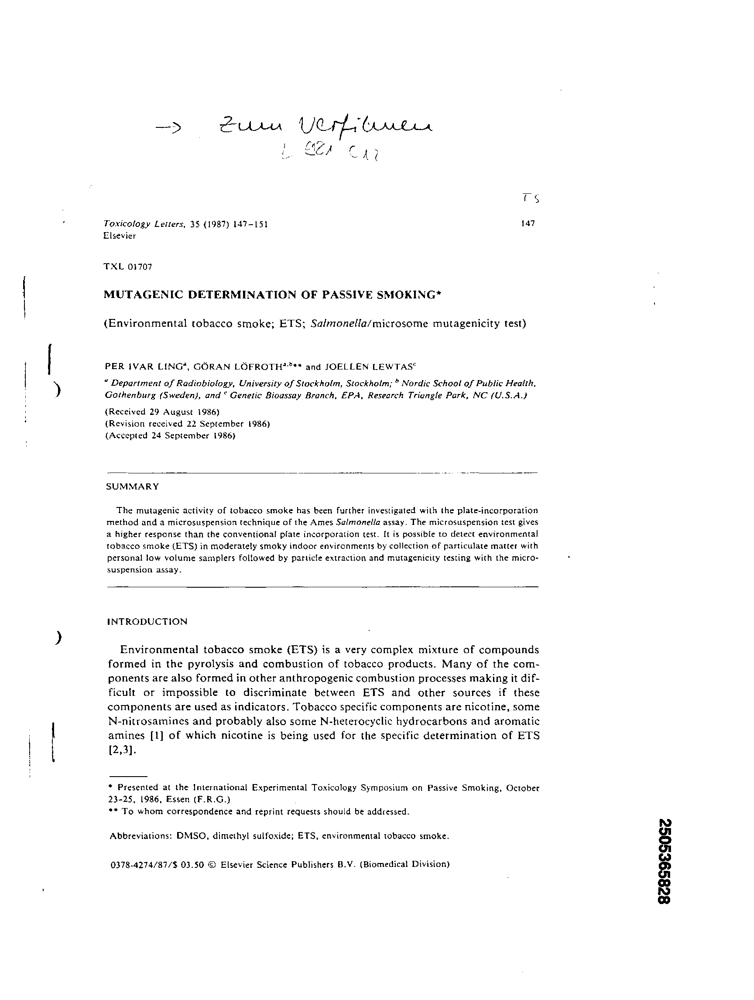 → Zum Verfilmen
TS
Toxicology Letters, 35 (1987) 147–151
147
Elsevier
TXL 01707
MUTAGENIC DETERMINATION OF PASSIVE SMOKING*
(Environmental tobacco smoke; ETS; Salmonella/microsome mutagenicity test)
PER IVAR LINGᵃ, GÖRAN LÖFROTHᵃ,ᵇ** and JOELLEN LEWTASᶜ
ᵃ Department of Radiobiology, University of Stockholm, Stockholm; ᵇ Nordic School of Public Health,
Gothenburg (Sweden), and ᶜ Genetic Bioassay Branch, EPA, Research Triangle Park, NC (U.S.A.)
(Received 29 August 1986)
(Revision received 22 September 1986)
(Accepted 24 September 1986)
SUMMARY
The mutagenic activity of tobacco smoke has been further investigated with the plate-incorporation
method and a microsuspension technique of the Ames Salmonella assay. The microsuspension test gives
a higher response than the conventional plate incorporation test. It is possible to detect environmental
tobacco smoke (ETS) in moderately smoky indoor environments by collection of particulate matter with
personal low volume samplers followed by particle extraction and mutagenicity testing with the micro-
suspension assay.
INTRODUCTION
Environmental tobacco smoke (ETS) is a very complex mixture of compounds
formed in the pyrolysis and combustion of tobacco products. Many of the com-
ponents are also formed in other anthropogenic combustion processes making it dif-
ficult or impossible to discriminate between ETS and other sources if these
components are used as indicators. Tobacco specific components are nicotine, some
N-nitrosamines and probably also some N-heterocyclic hydrocarbons and aromatic
amines [1] of which nicotine is being used for the specific determination of ETS
[2,3].
* Presented at the International Experimental Toxicology Symposium on Passive Smoking, October
23-25, 1986, Essen (F.R.G.)
** To whom correspondence and reprint requests should be addressed.
Abbreviations: DMSO, dimethyl sulfoxide; ETS, environmental tobacco smoke.
0378-4274/87/$ 03.50 © Elsevier Science Publishers B.V. (Biomedical Division)
2505365828